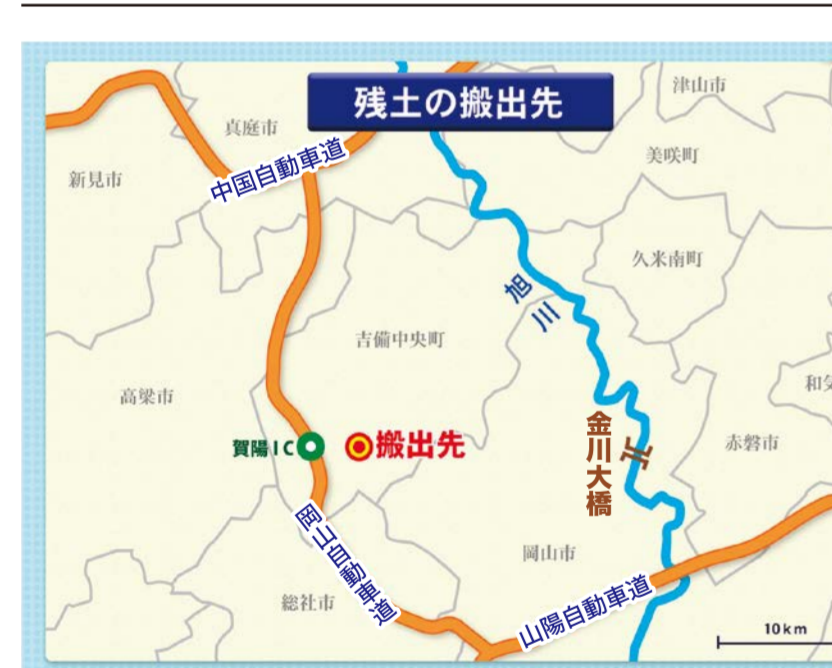 残土の搬出先
津山市
真庭市
美咲町
新見市
中国自動車道
久米南町
旭川
吉備中央町
高梁市
和気
金川大橋
賀陽IC
搬出先
赤磐市
岡山自動車道
岡山市
総社市
山陽自動車道
10km